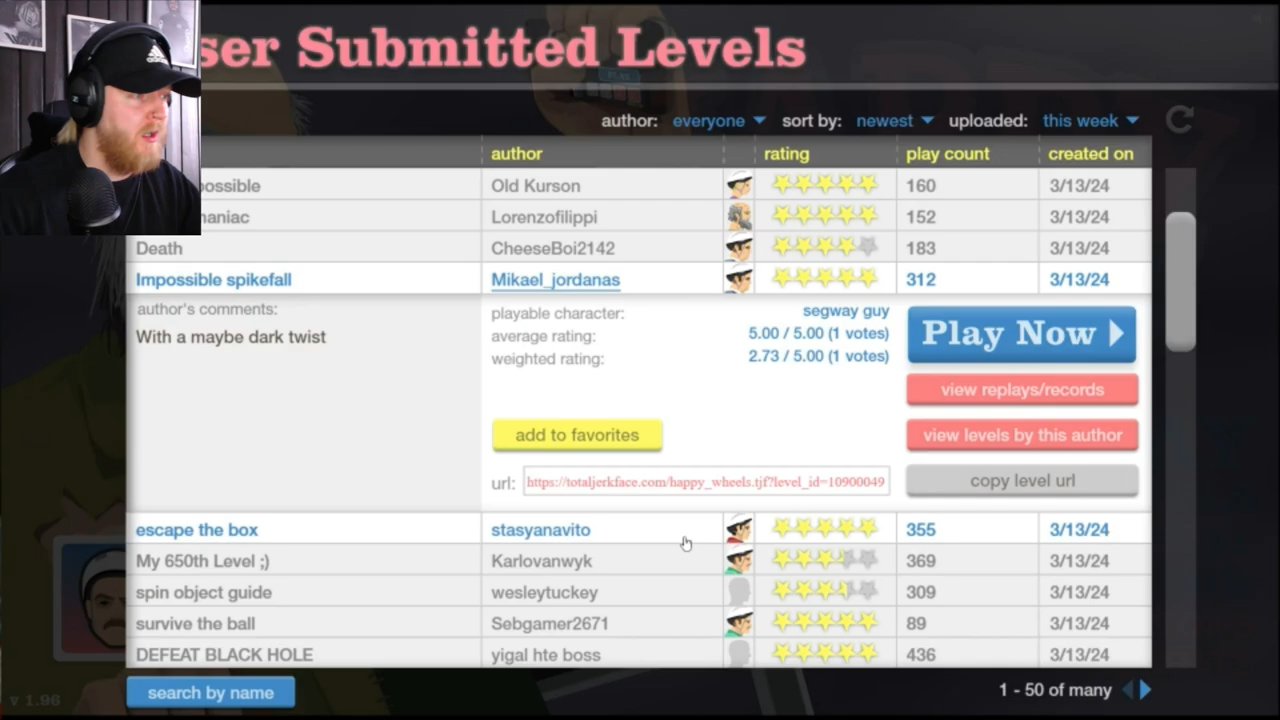 ser Submitted Levels
author: everyone sort by: newest uploaded: this week
author rating play count created on
possible Old Kurson 160 3/13/24
naniac Lorenzofilippi 152 3/13/24
Death CheeseBoi2142 183 3/13/24
Impossible spikefall Mikael_jordanas 312 3/13/24
author's comments:
With a maybe dark twist
playable character: segway guy
average rating: 5.00 / 5.00 (1 votes)
weighted rating: 2.73 / 5.00 (1 votes)
Play Now
view replays/records
add to favorites
view levels by this author
url: https://totaljerkface.com/happy_wheels.tjf?level_id=10900049
copy level url
escape the box stasyanavito 355 3/13/24
My 650th Level ;) Karlovanwyk 369 3/13/24
spin object guide wesleytuckey 309 3/13/24
survive the ball Sebgamer2671 89 3/13/24
DEFEAT BLACK HOLE yigal hte boss 436 3/13/24
search by name
1 - 50 of many
v 1.96